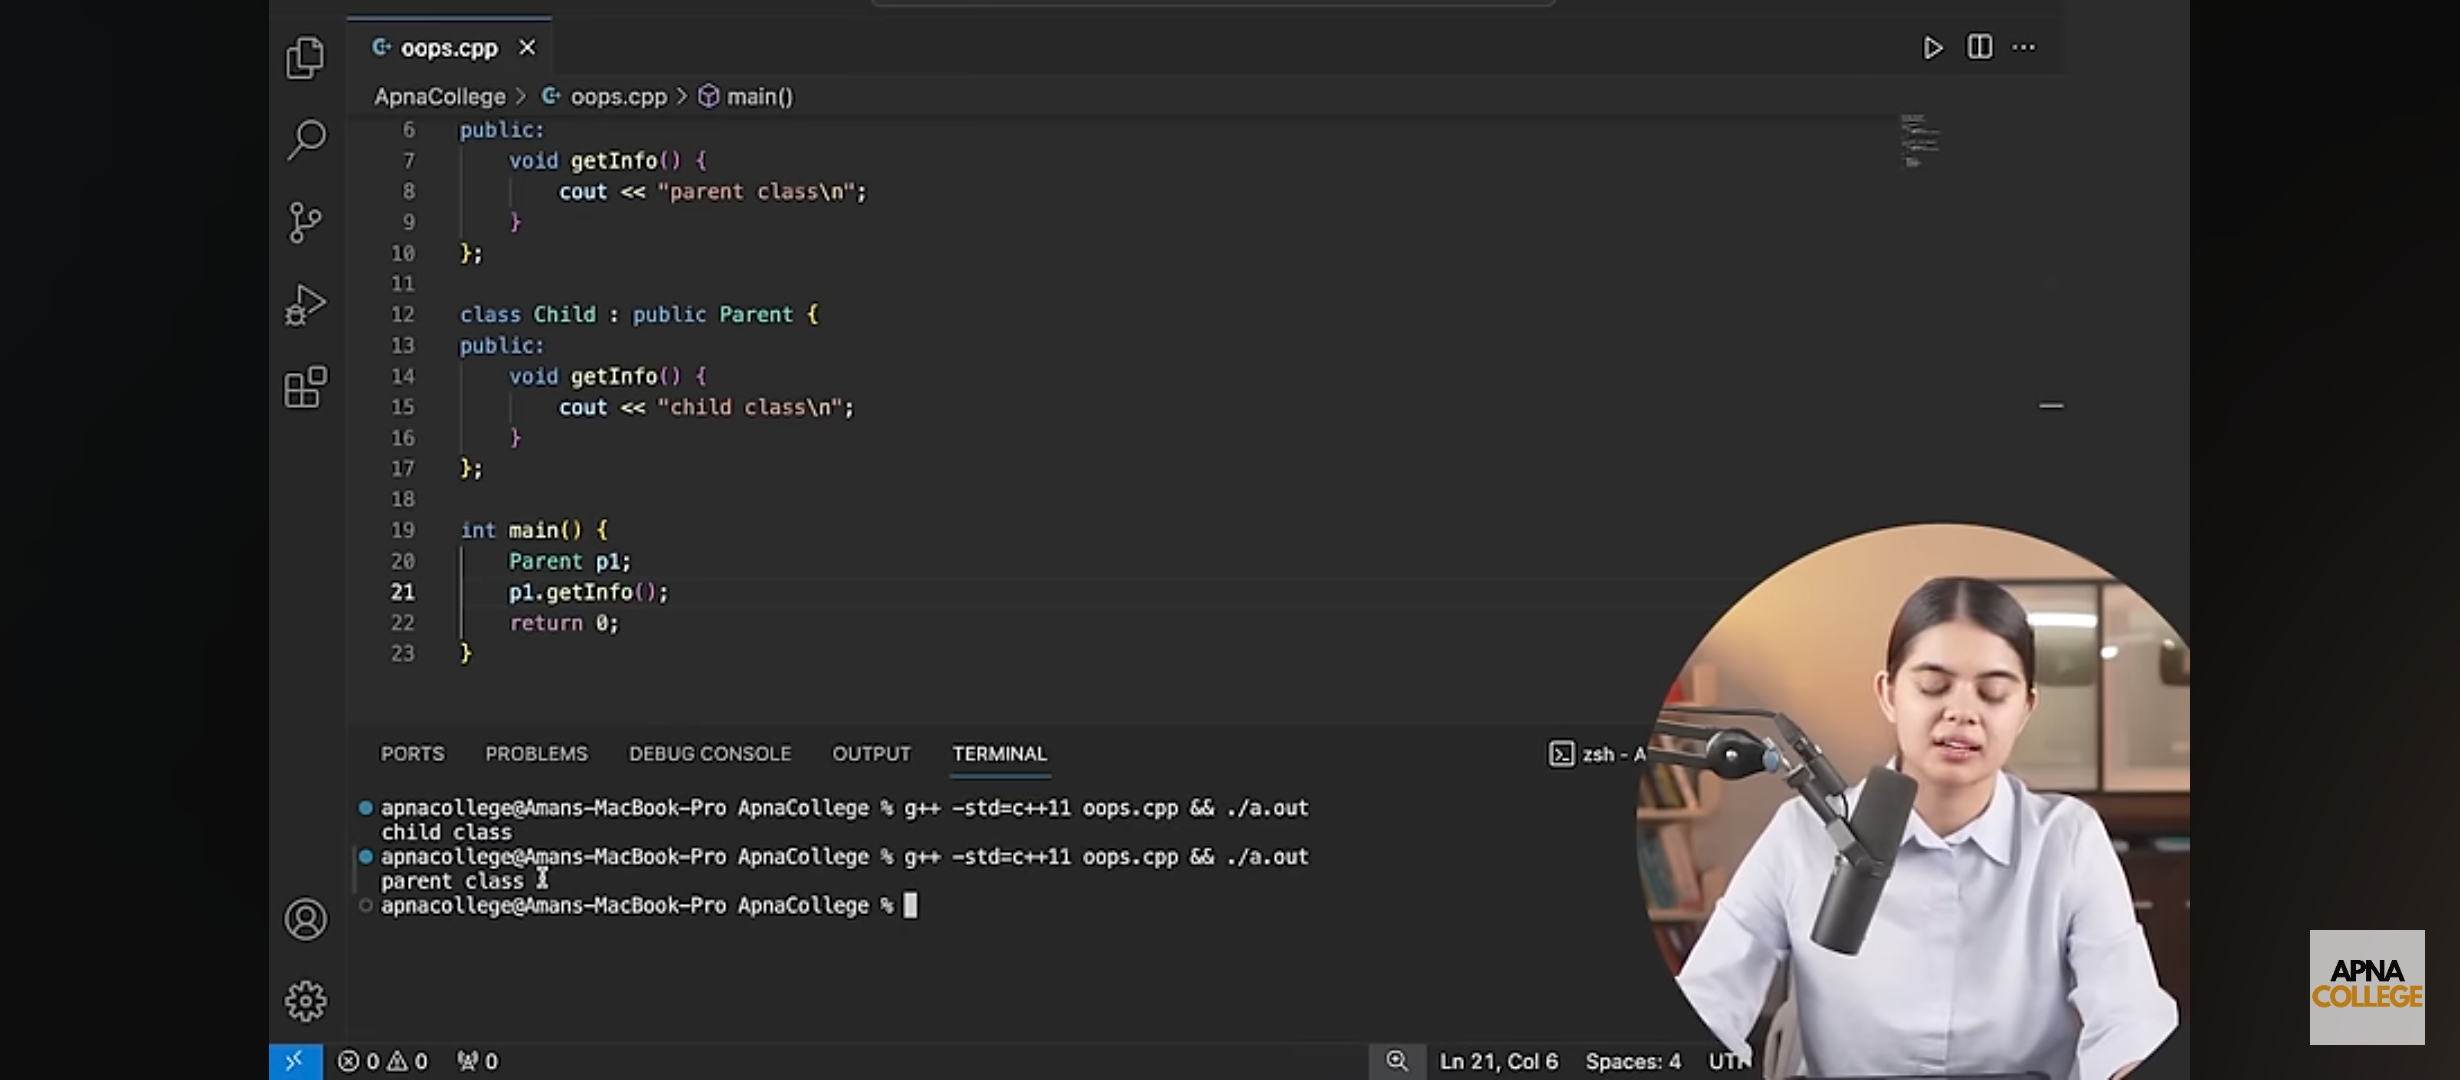 oops.cpp
ApnaCollege > oops.cpp > main()
6 public:
7 void getInfo() {
8 cout << "parent class\n";
9 }
10 };
11
12 class Child : public Parent {
13 public:
14 void getInfo() {
15 cout << "child class\n";
16 }
17 };
18
19 int main() {
20 Parent p1;
21 p1.getInfo();
22 return 0;
23 }
PORTS PROBLEMS DEBUG CONSOLE OUTPUT TERMINAL zsh - A
apnacollege@Amans-MacBook-Pro ApnaCollege % g++ -std=c++11 oops.cpp && ./a.out
child class
apnacollege@Amans-MacBook-Pro ApnaCollege % g++ -std=c++11 oops.cpp && ./a.out
parent class
apnacollege@Amans-MacBook-Pro ApnaCollege %
0 0 0 Ln 21, Col 6 Spaces: 4
APNA
COLLEGE